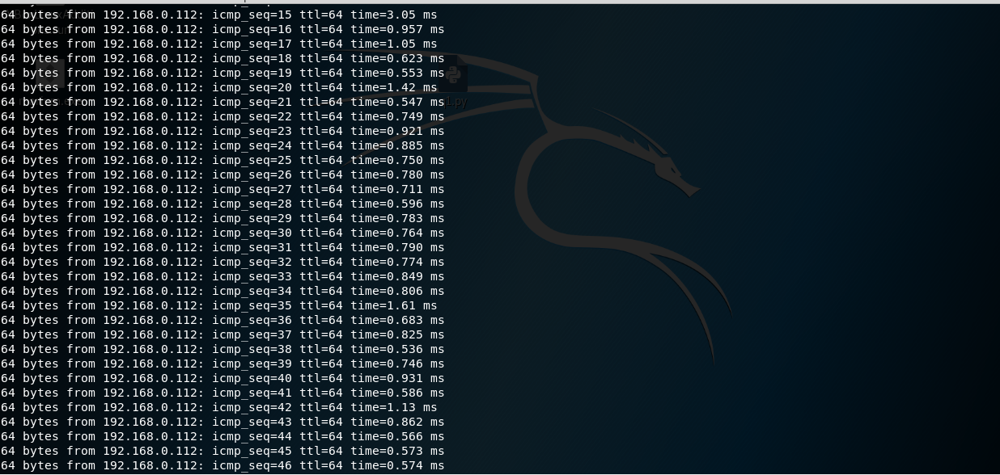 64 bytes from 192.168.0.112: icmp_seq=15 ttl=64 time=3.05 ms
64 bytes from 192.168.0.112: icmp_seq=16 ttl=64 time=0.957 ms
64 bytes from 192.168.0.112: icmp_seq=17 ttl=64 time=1.05 ms
64 bytes from 192.168.0.112: icmp_seq=18 ttl=64 time=0.623 ms
64 bytes from 192.168.0.112: icmp_seq=19 ttl=64 time=0.553 ms
64 bytes from 192.168.0.112: icmp_seq=20 ttl=64 time=1.42 ms
64 bytes from 192.168.0.112: icmp_seq=21 ttl=64 time=0.547 ms
64 bytes from 192.168.0.112: icmp_seq=22 ttl=64 time=0.749 ms
64 bytes from 192.168.0.112: icmp_seq=23 ttl=64 time=0.921 ms
64 bytes from 192.168.0.112: icmp_seq=24 ttl=64 time=0.885 ms
64 bytes from 192.168.0.112: icmp_seq=25 ttl=64 time=0.750 ms
64 bytes from 192.168.0.112: icmp_seq=26 ttl=64 time=0.780 ms
64 bytes from 192.168.0.112: icmp_seq=27 ttl=64 time=0.711 ms
64 bytes from 192.168.0.112: icmp_seq=28 ttl=64 time=0.596 ms
64 bytes from 192.168.0.112: icmp_seq=29 ttl=64 time=0.783 ms
64 bytes from 192.168.0.112: icmp_seq=30 ttl=64 time=0.764 ms
64 bytes from 192.168.0.112: icmp_seq=31 ttl=64 time=0.790 ms
64 bytes from 192.168.0.112: icmp_seq=32 ttl=64 time=0.774 ms
64 bytes from 192.168.0.112: icmp_seq=33 ttl=64 time=0.849 ms
64 bytes from 192.168.0.112: icmp_seq=34 ttl=64 time=0.806 ms
64 bytes from 192.168.0.112: icmp_seq=35 ttl=64 time=1.61 ms
64 bytes from 192.168.0.112: icmp_seq=36 ttl=64 time=0.683 ms
64 bytes from 192.168.0.112: icmp_seq=37 ttl=64 time=0.825 ms
64 bytes from 192.168.0.112: icmp_seq=38 ttl=64 time=0.536 ms
64 bytes from 192.168.0.112: icmp_seq=39 ttl=64 time=0.746 ms
64 bytes from 192.168.0.112: icmp_seq=40 ttl=64 time=0.931 ms
64 bytes from 192.168.0.112: icmp_seq=41 ttl=64 time=0.586 ms
64 bytes from 192.168.0.112: icmp_seq=42 ttl=64 time=1.13 ms
64 bytes from 192.168.0.112: icmp_seq=43 ttl=64 time=0.862 ms
64 bytes from 192.168.0.112: icmp_seq=44 ttl=64 time=0.566 ms
64 bytes from 192.168.0.112: icmp_seq=45 ttl=64 time=0.573 ms
64 bytes from 192.168.0.112: icmp_seq=46 ttl=64 time=0.574 ms